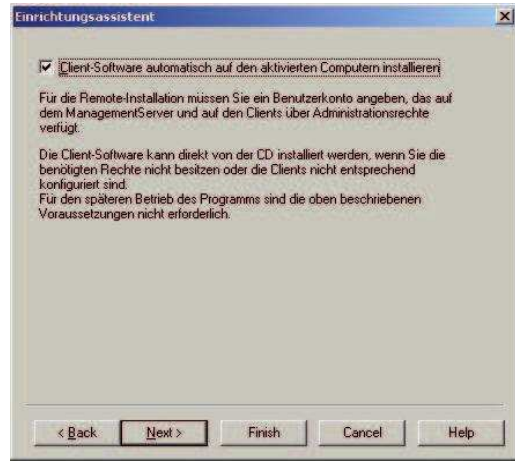 Einrichtungsassistent
Client-Software automatisch auf den aktivierten Computern installieren
Für die Remote-Installation müssen Sie ein Benutzerkonto angeben, das auf
dem ManagementServer und auf den Clients über Administrationsrechte
verfügt.
Die Client-Software kann direkt von der CD installiert werden, wenn Sie die
benötigten Rechte nicht besitzen oder die Clients nicht entsprechend
konfiguriert sind.
Für den späteren Betrieb des Programms sind die oben beschriebenen
Voraussetzungen nicht erforderlich.
< Back Next > Finish Cancel Help